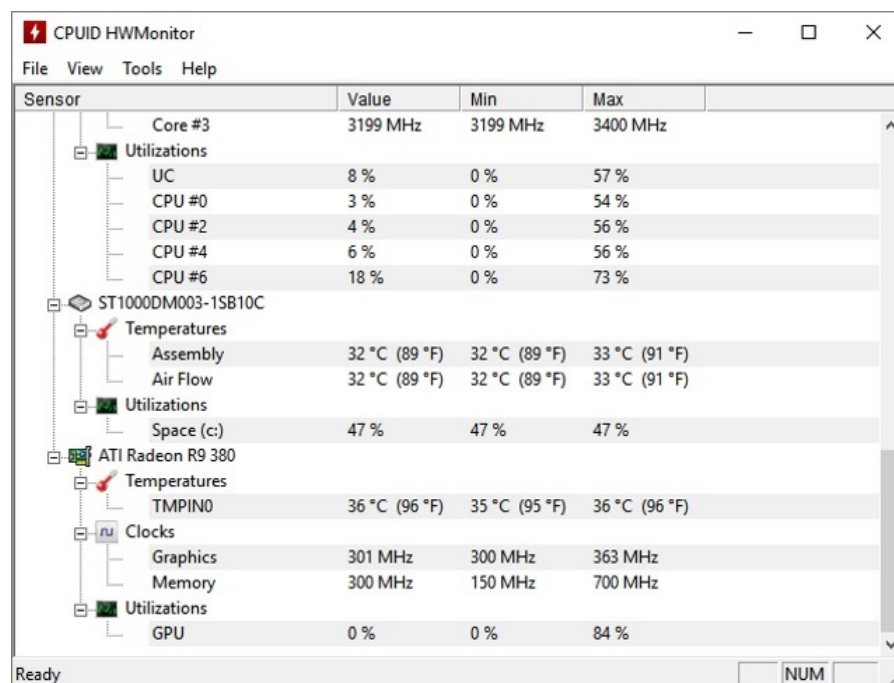 CPUID HWMonitor
File View Tools Help
Sensor Value Min Max
Core #3 3199 MHz 3199 MHz 3400 MHz
Utilizations
UC 8 % 0 % 57 %
CPU #0 3 % 0 % 54 %
CPU #2 4 % 0 % 56 %
CPU #4 6 % 0 % 56 %
CPU #6 18 % 0 % 73 %
ST1000DM003-1SB10C
Temperatures
Assembly 32 °C (89 °F) 32 °C (89 °F) 33 °C (91 °F)
Air Flow 32 °C (89 °F) 32 °C (89 °F) 33 °C (91 °F)
Utilizations
Space (c:) 47 % 47 % 47 %
ATI Radeon R9 380
Temperatures
TMPIN0 36 °C (96 °F) 35 °C (95 °F) 36 °C (96 °F)
Clocks
Graphics 301 MHz 300 MHz 363 MHz
Memory 300 MHz 150 MHz 700 MHz
Utilizations
GPU 0 % 0 % 84 %
Ready NUM